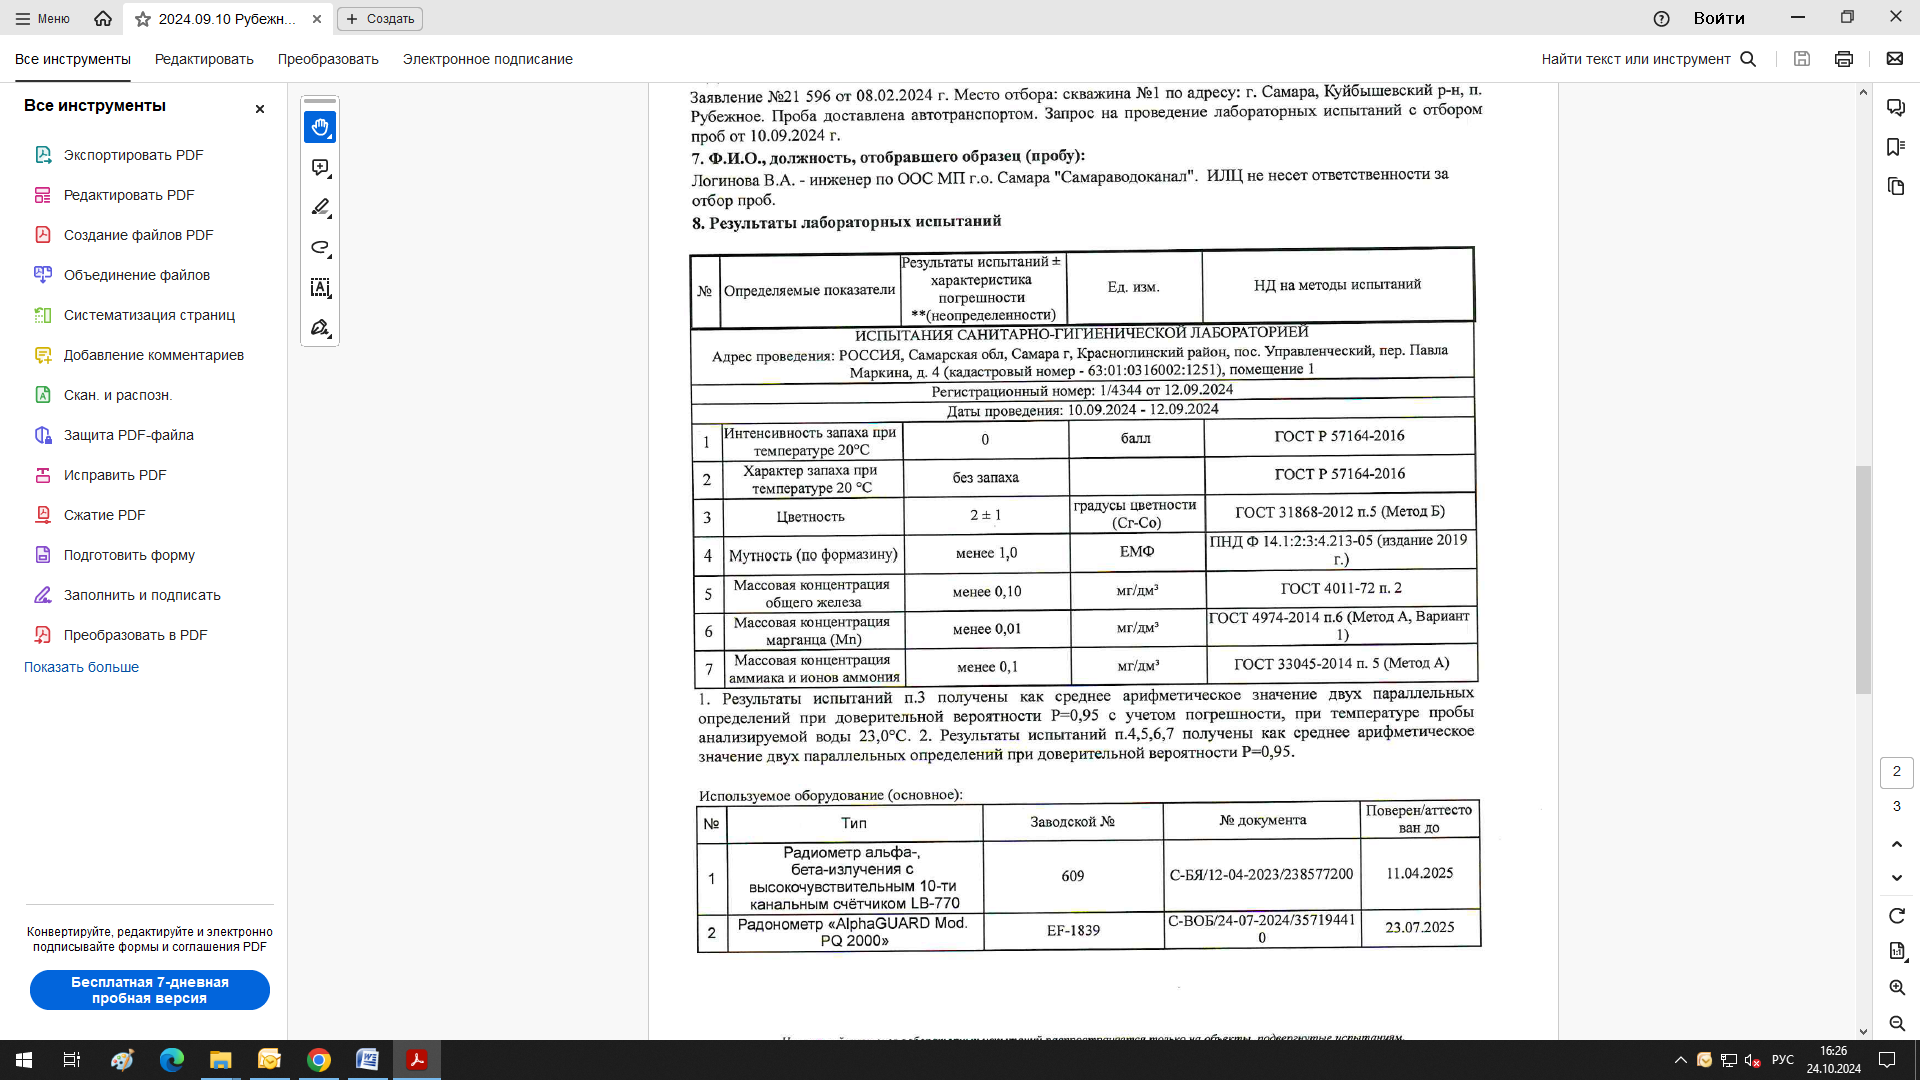 Меню
2024.09.10 Рубежн...
Создать
Войти
Все инструменты
Редактировать
Преобразовать
Электронное подписание
Найти текст или инструмент
Все инструменты
Экспортировать PDF
Редактировать PDF
Создание файлов PDF
Объединение файлов
Систематизация страниц
Добавление комментариев
Скан. и распозн.
Защита PDF-файла
Исправить PDF
Сжатие PDF
Подготовить форму
Заполнить и подписать
Преобразовать в PDF
Показать больше
Конвертируйте, редактируйте и электронно
подписывайте формы и соглашения PDF
Бесплатная 7-дневная
пробная версия
Заявление №21 596 от 08.02.2024 г. Место отбора: скважина №1 по адресу: г. Самара, Куйбышевский р-н, п.
Рубежное. Проба доставлена автотранспортом. Запрос на проведение лабораторных испытаний с отбором
проб от 10.09.2024 г.
7. Ф.И.О., должность, отобравшего образец (пробу):
Логинова В.А. - инженер по ООС МП г.о. Самара "Самараводоканал". ИЛЦ не несет ответственности за
отбор проб.
8. Результаты лабораторных испытаний
№
Определяемые показатели
Результаты испытаний ±
характеристика
погрешности
**(неопределенности)
Ед. изм.
НД на методы испытаний
ИСПЫТАНИЯ САНИТАРНО-ГИГИЕНИЧЕСКОЙ ЛАБОРАТОРИЕЙ
Адрес проведения: РОССИЯ, Самарская обл, Самара г, Красноглинский район, пос. Управленческий, пер. Павла
Маркина, д. 4 (кадастровый номер - 63:01:0316002:1251), помещение 1
Регистрационный номер: 1/4344 от 12.09.2024
Даты проведения: 10.09.2024 - 12.09.2024
1
Интенсивность запаха при
температуре 20°С
0
балл
ГОСТ Р 57164-2016
2
Характер запаха при
температуре 20 °С
без запаха
ГОСТ Р 57164-2016
3
Цветность
2 ± 1
градусы цветности
(Cr-Co)
ГОСТ 31868-2012 п.5 (Метод Б)
4
Мутность (по формазину)
менее 1,0
ЕМФ
ПНД Ф 14.1:2:3:4.213-05 (издание 2019
г.)
5
Массовая концентрация
общего железа
менее 0,10
мг/дм³
ГОСТ 4011-72 п. 2
6
Массовая концентрация
марганца (Mn)
менее 0,01
мг/дм³
ГОСТ 4974-2014 п.6 (Метод А, Вариант
1)
7
Массовая концентрация
аммиака и ионов аммония
менее 0,1
мг/дм³
ГОСТ 33045-2014 п. 5 (Метод А)
1. Результаты испытаний п.3 получены как среднее арифметическое значение двух параллельных
определений при доверительной вероятности Р=0,95 с учетом погрешности, при температуре пробы
анализируемой воды 23,0°С. 2. Результаты испытаний п.4,5,6,7 получены как среднее арифметическое
значение двух параллельных определений при доверительной вероятности Р=0,95.
Используемое оборудование (основное):
№
Тип
Заводской №
№ документа
Поверен/аттесто
ван до
1
Радиометр альфа-,
бета-излучения с
высокочувствительным 10-ти
канальным счётчиком LB-770
609
С-БЯ/12-04-2023/238577200
11.04.2025
2
Радонометр «AlphaGUARD Mod.
PQ 2000»
EF-1839
С-ВОБ/24-07-2024/35719441
0
23.07.2025
2
3
РУС
16:26
24.10.2024